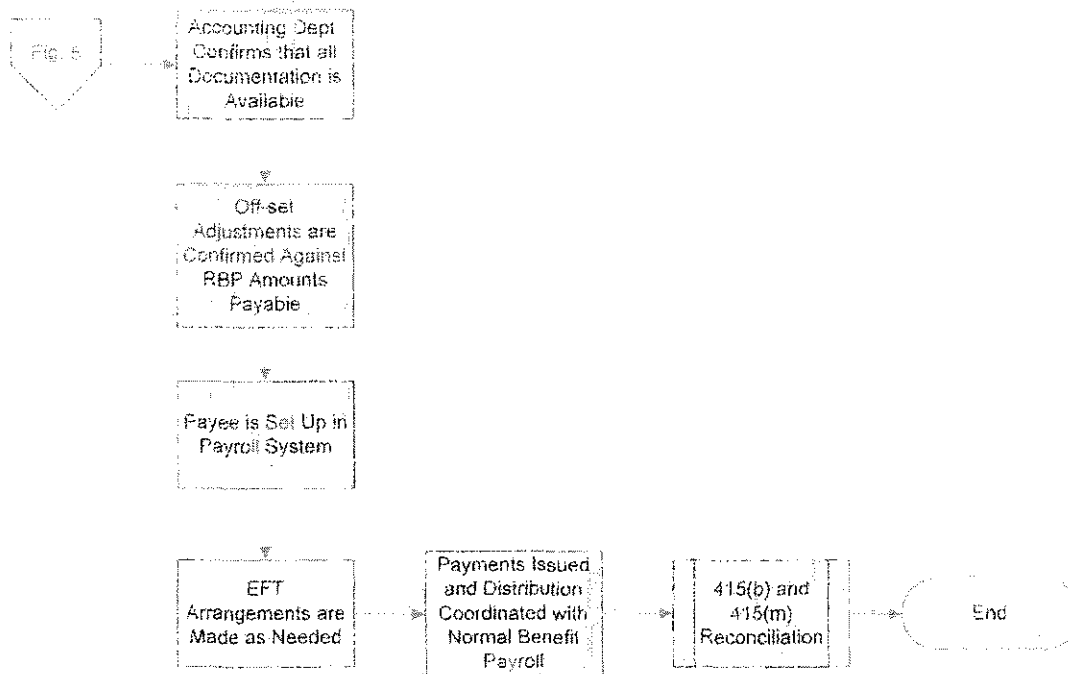 Fig. 5
Accounting Dept
Confirms that all
Documentation is
Available
Off-set
Adjustments are
Confirmed Against
RBP Amounts
Payable
Payee is Set Up in
Payroll System
EFT
Arrangements are
Made as Needed
Payments Issued
and Distribution
Coordinated with
Normal Benefit
Payroll
415(b) and
415(m)
Reconciliation
End